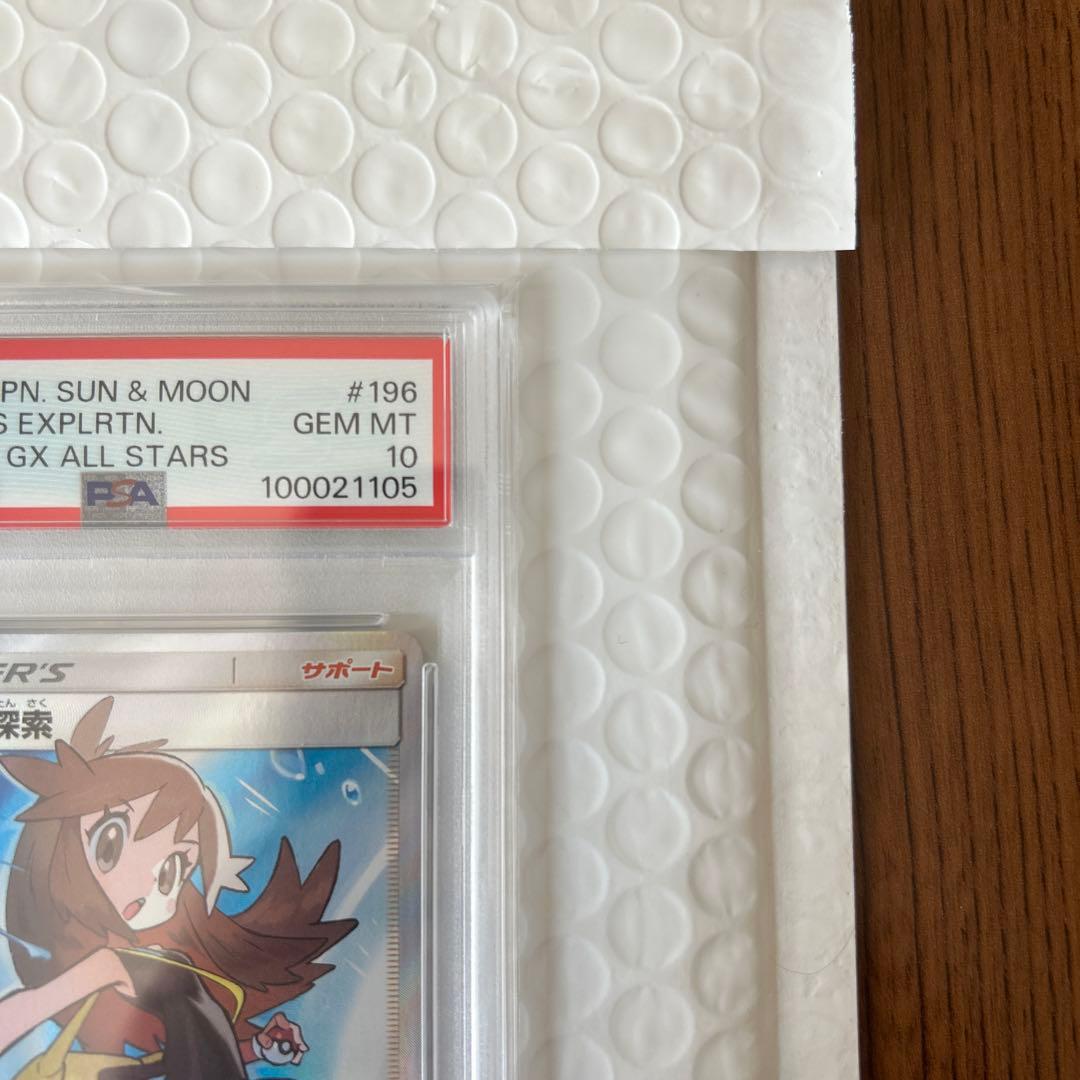 PN. SUN & MOON #196
S EXPLRTN. GEM MT
GX ALL STARS 10
PSA 100021105
ER'S サポート
とん さく
探索